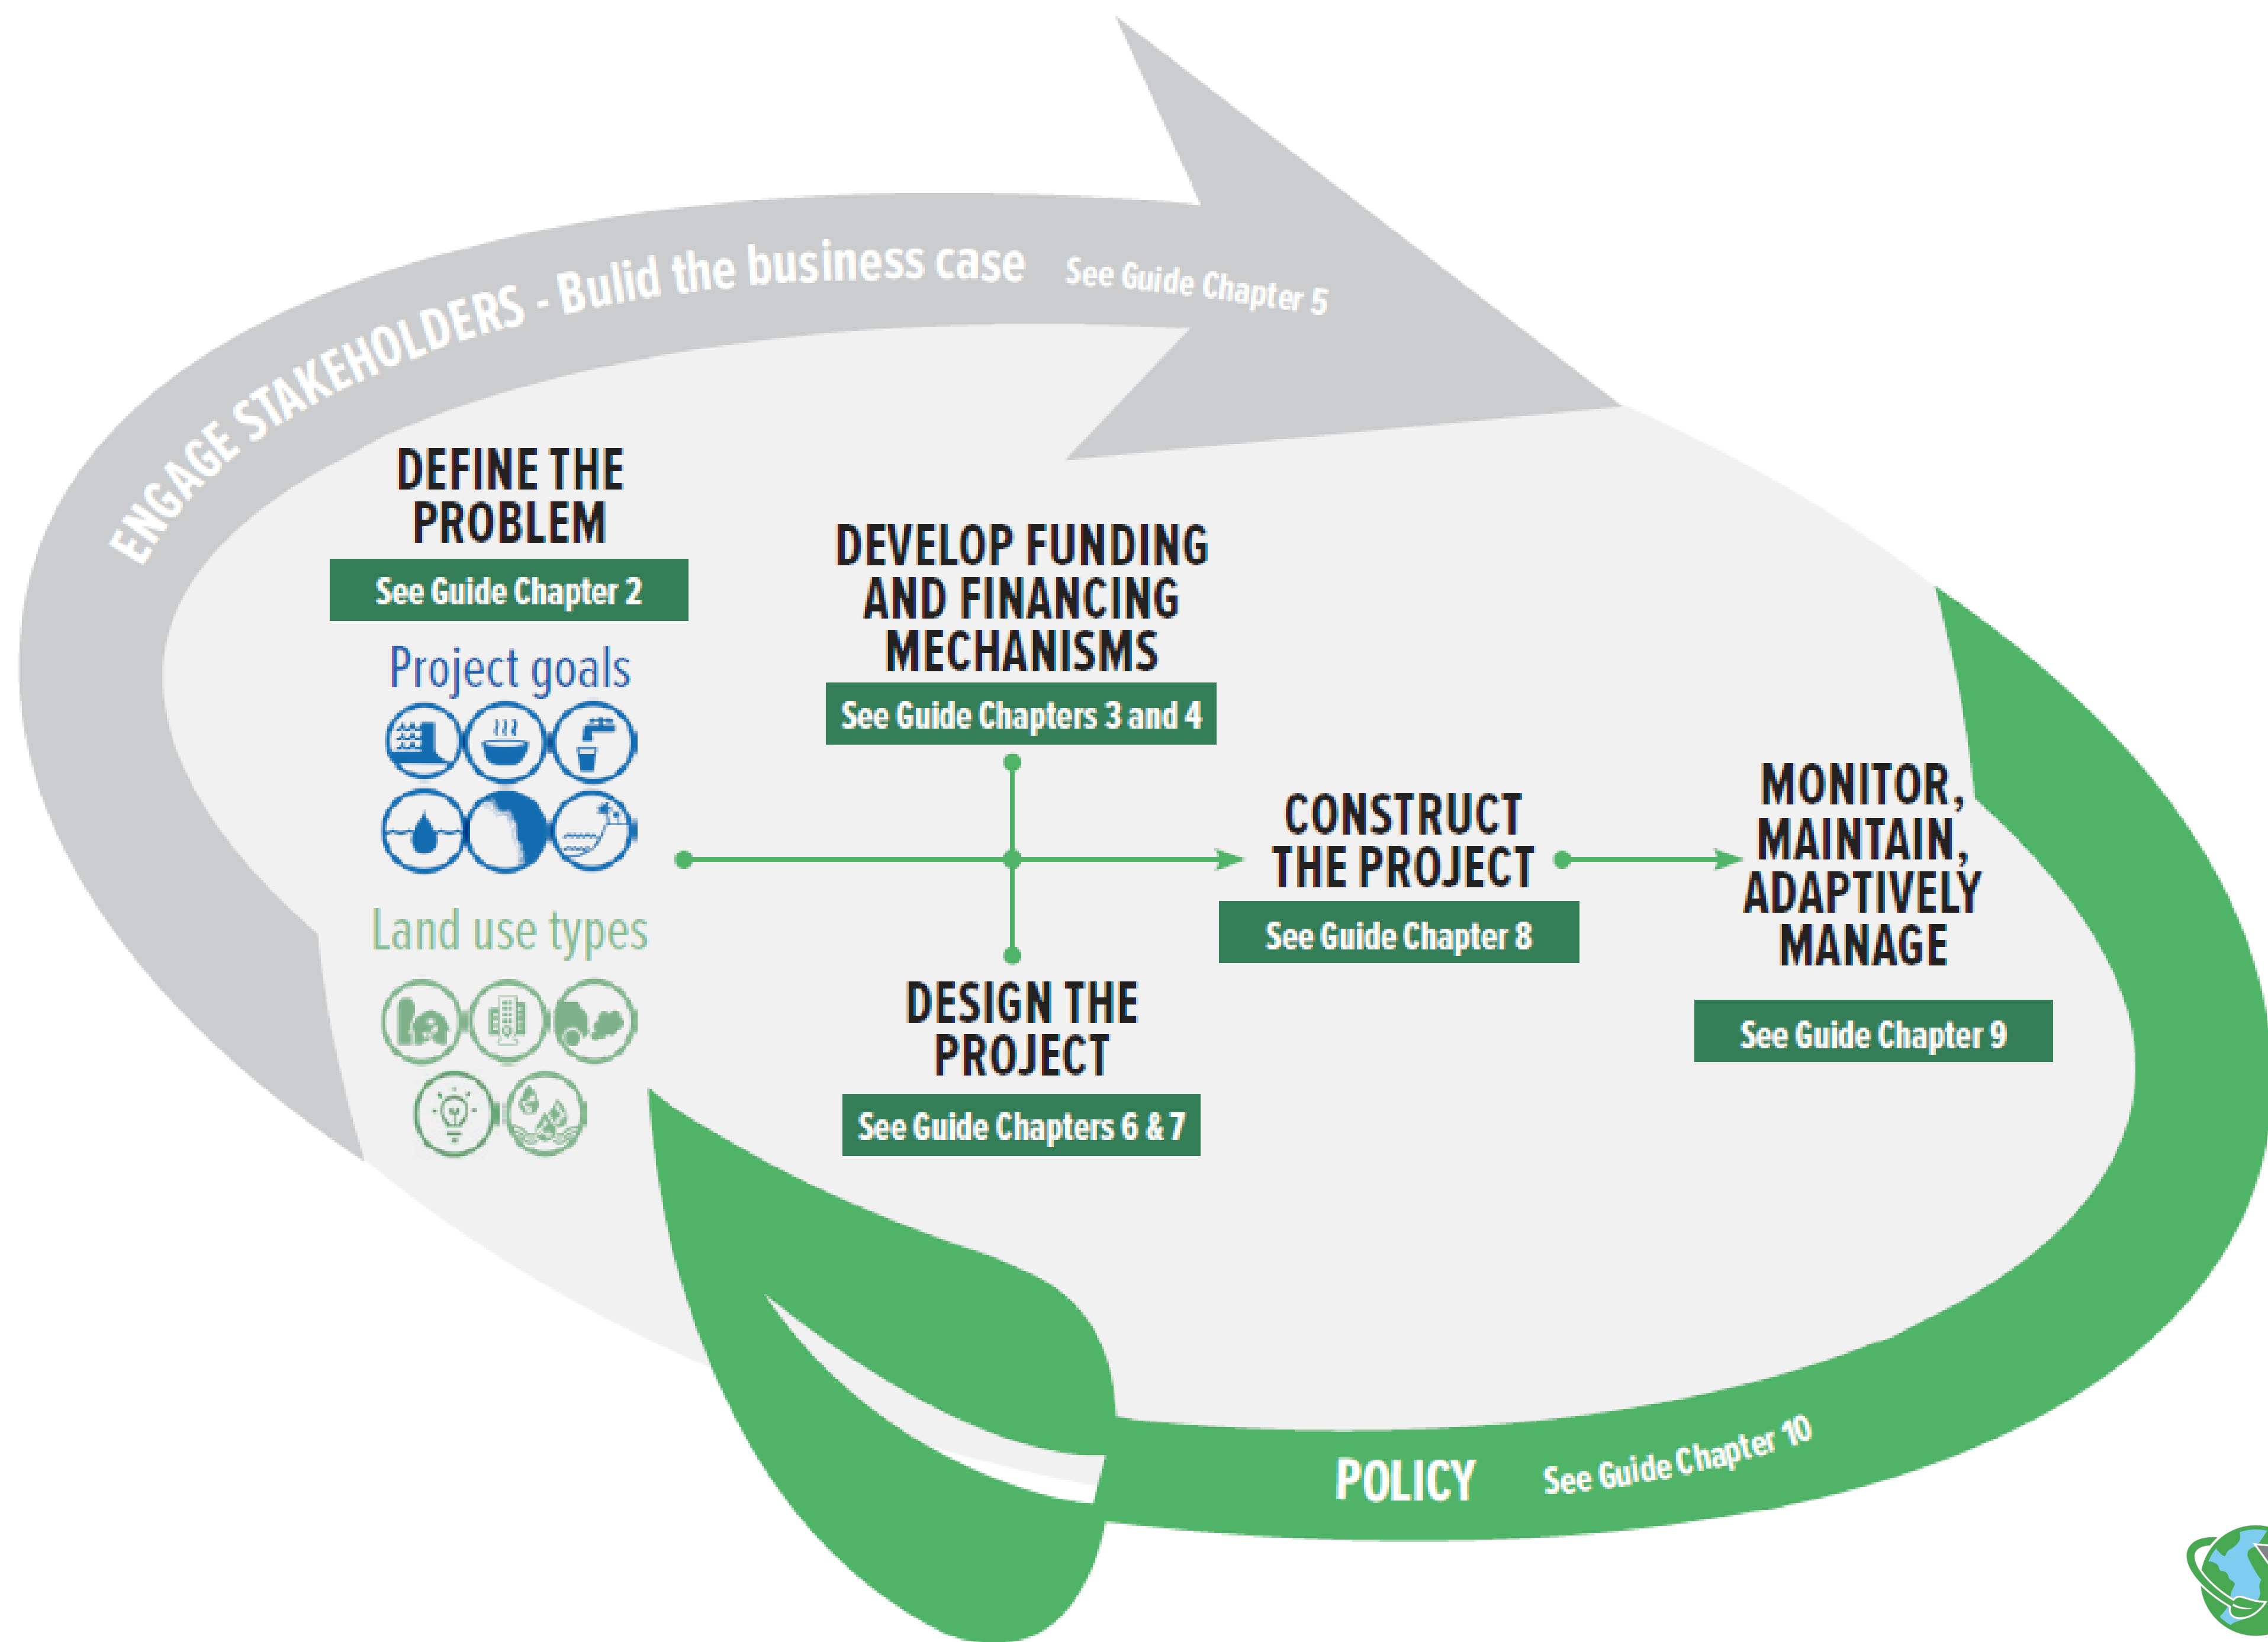 ENGAGE STAKEHOLDERS - Bulid the business case See Guide Chapter 5
DEFINE THE
PROBLEM
See Guide Chapter 2
Project goals
Land use types
DEVELOP FUNDING
AND FINANCING
MECHANISMS
See Guide Chapters 3 and 4
DESIGN THE
PROJECT
See Guide Chapters 6 & 7
CONSTRUCT
THE PROJECT
See Guide Chapter 8
MONITOR,
MAINTAIN,
ADAPTIVELY
MANAGE
See Guide Chapter 9
POLICY See Guide Chapter 10